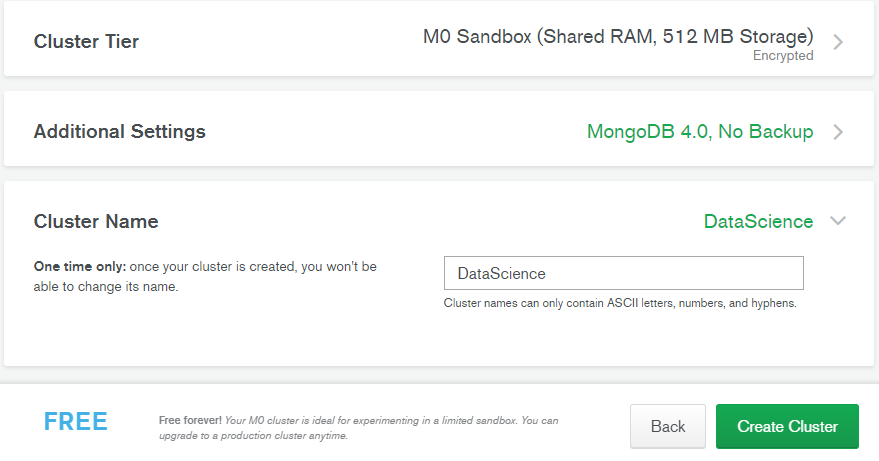 Cluster Tier
M0 Sandbox (Shared RAM, 512 MB Storage)
Encrypted
Additional Settings
MongoDB 4.0, No Backup
Cluster Name
DataScience
One time only: once your cluster is created, you won't be
able to change its name.
DataScience
Cluster names can only contain ASCII letters, numbers, and hyphens.
FREE
Free forever! Your M0 cluster is ideal for experimenting in a limited sandbox. You can
upgrade to a production cluster anytime.
Back
Create Cluster